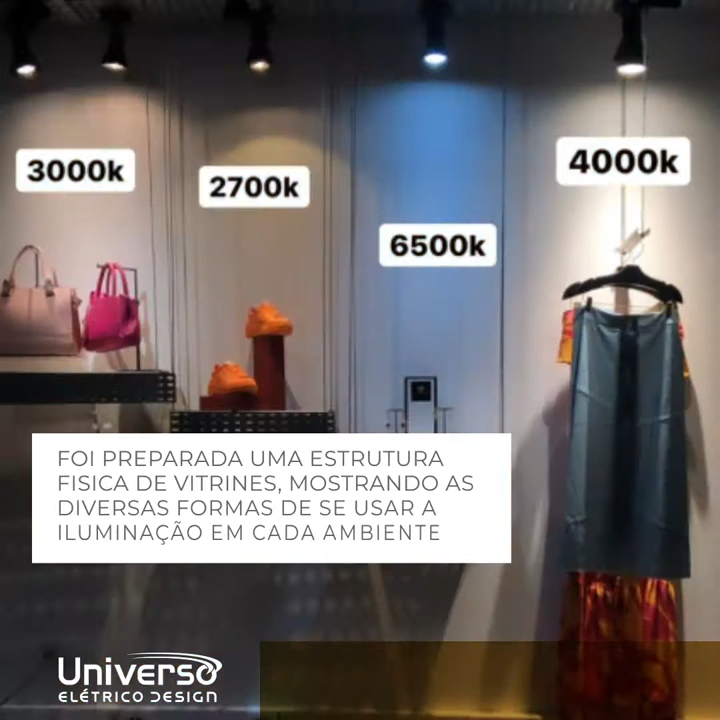 3000k
2700k
6500k
4000k
FOI PREPARADA UMA ESTRUTURA
FISICA DE VITRINES, MOSTRANDO AS
DIVERSAS FORMAS DE SE USAR A
ILUMINAÇÃO EM CADA AMBIENTE
Universo
ELÉTRICO DESIGN